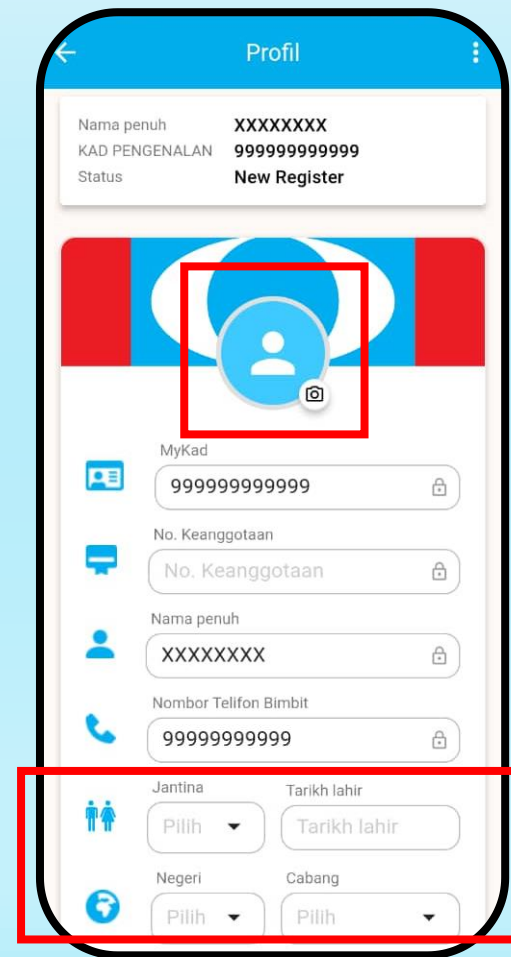 Profil
Nama penuh XXXXXXXX
KAD PENGENALAN 999999999999
Status New Register
MyKad
999999999999
No. Keanggotaan
No. Keanggotaan
Nama penuh
XXXXXXXX
Nombor Telifon Bimbit
99999999999
Jantina Tarikh lahir
Pilih Tarikh lahir
Negeri Cabang
Pilih Pilih